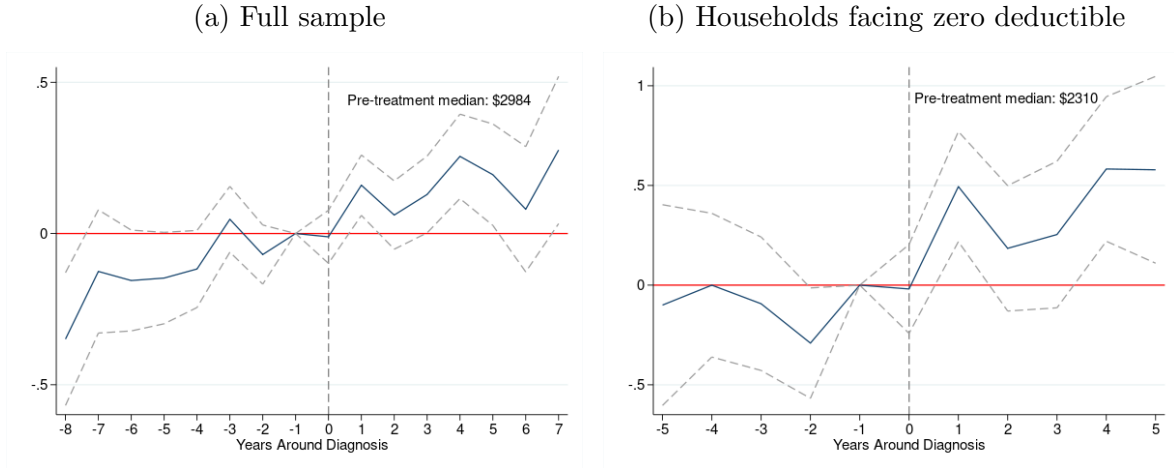 (a) Full sample
.5
0
-.5
Pre-treatment median: $2984
-8 -7 -6 -5 -4 -3 -2 -1 0 1 2 3 4 5 6 7
Years Around Diagnosis
(b) Households facing zero deductible
1
.5
0
-.5
Pre-treatment median: $2310
-5 -4 -3 -2 -1 0 1 2 3 4 5
Years Around Diagnosis